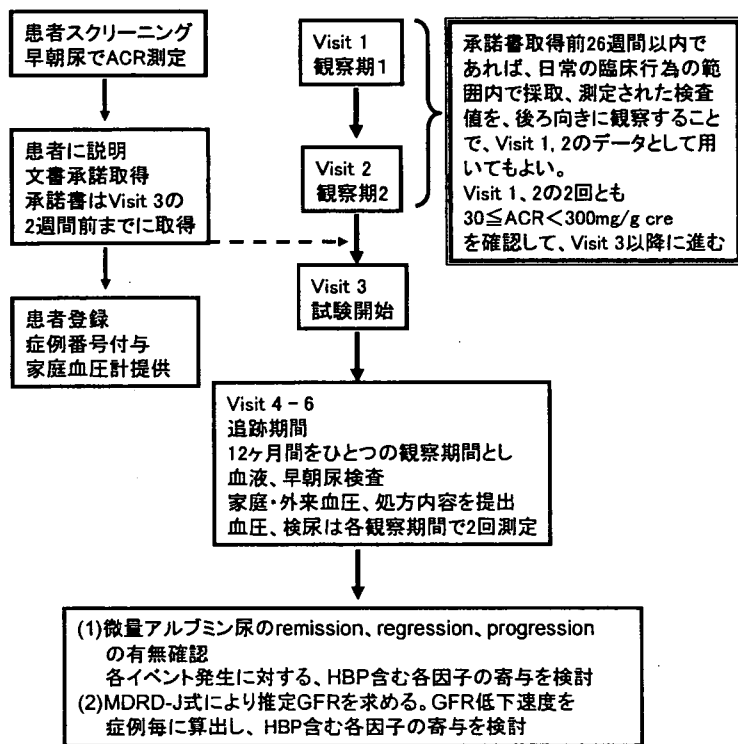 患者スクリーニング
早朝尿でACR測定
患者に説明
文書承諾取得
承諾書はVisit 3の
2週間前までに取得
患者登録
症例番号付与
家庭血圧計提供
Visit 1
観察期1
Visit 2
観察期2
承諾書取得前26週間以内で
あれば、日常の臨床行為の範
囲内で採取、測定された検査
値を、後ろ向きに観察すること
で、Visit 1, 2のデータとして用
いてもよい。
Visit 1、2の2回とも
30≦ACR<300mg/g cre
を確認して、Visit 3以降に進む
Visit 3
試験開始
Visit 4 - 6
追跡期間
12ヶ月間をひとつの観察期間とし
血液、早朝尿検査
家庭・外来血圧、処方内容を提出
血圧、検尿は各観察期間で2回測定
(1)微量アルブミン尿のremission、regression、progression
の有無確認
各イベント発生に対する、HBP含む各因子の寄与を検討
(2)MDRD-J式により推定GFRを求める。GFR低下速度を
症例毎に算出し、HBP含む各因子の寄与を検討